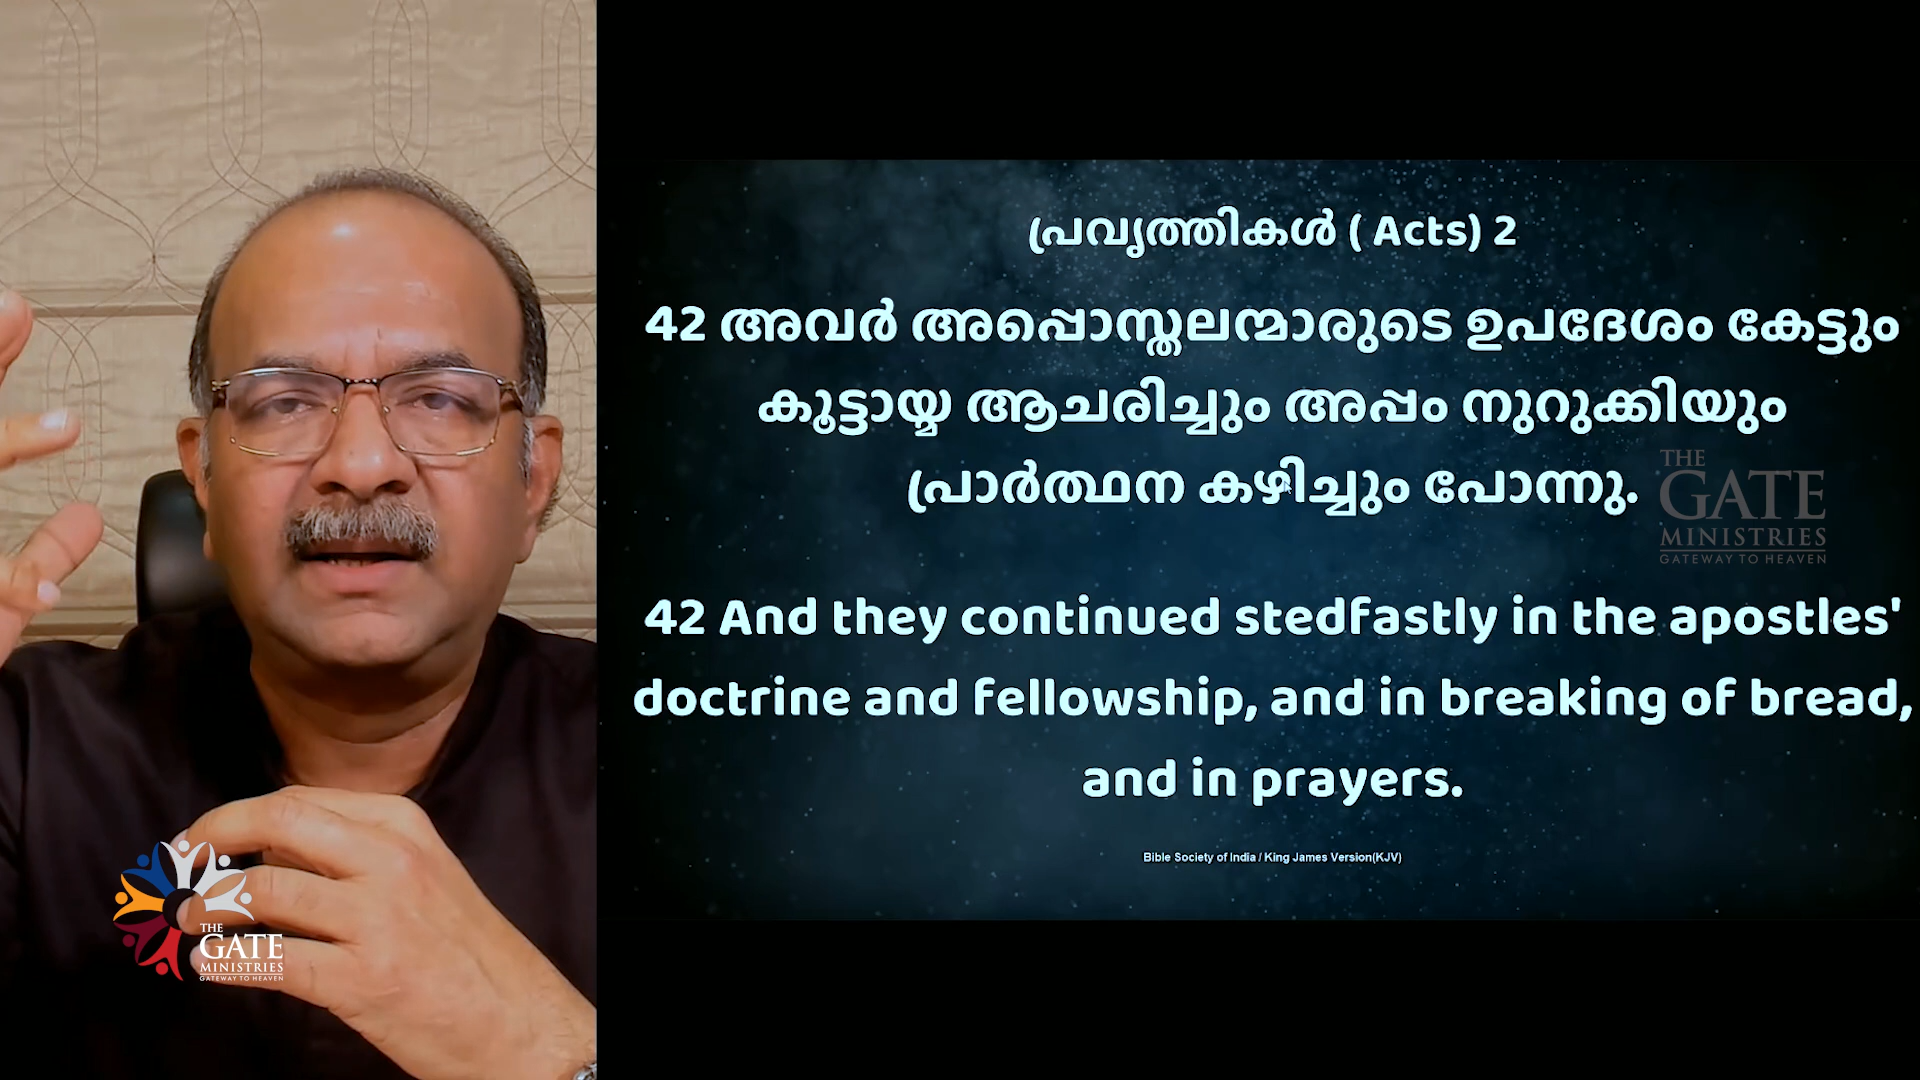 പ്രവൃത്തികൾ ( Acts) 2
42 അവർ അപ്പൊസ്തലന്മാരുടെ ഉപദേശം കേട്ടും
കൂട്ടായ്മ ആചരിച്ചും അപ്പം നുറുക്കിയും
പ്രാർത്ഥന കഴിച്ചും പോന്നു.
THE
GATE
MINISTRIES
GATEWAY TO HEAVEN
42 And they continued stedfastly in the apostles'
doctrine and fellowship, and in breaking of bread,
and in prayers.
Bible Society of India / King James Version(KJV)
THE
GATE
MINISTRIES
GATEWAY TO HEAVEN